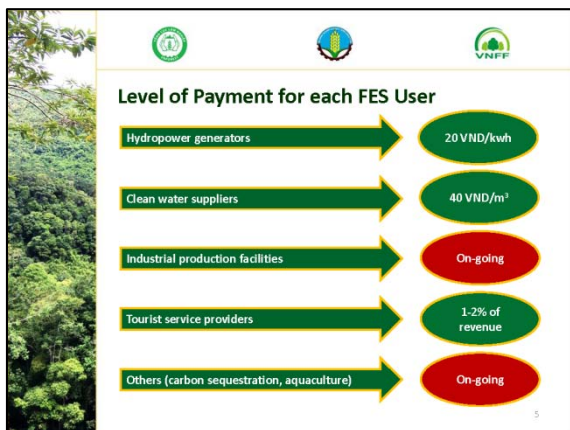 VNFF
Level of Payment for each FES User
Hydropower generators
20 VND/kwh
Clean water suppliers
40 VND/m³
Industrial production facilities
On-going
Tourist service providers
1-2% of
revenue
Others (carbon sequestration, aquaculture)
On-going
5